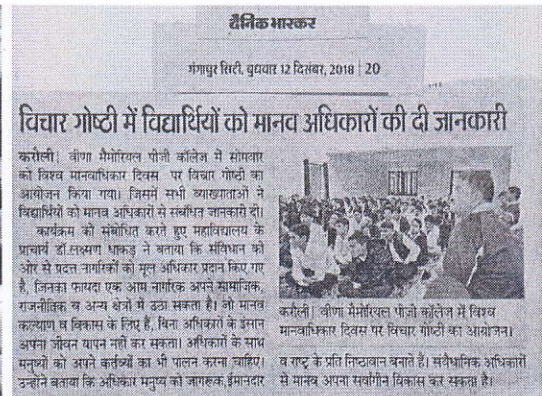 दैनिक भास्कर
गंगापुर सिटी, बुधवार 12 दिसंबर, 2018 | 20
विचार गोष्ठी में विद्यार्थियों को मानव अधिकारों की दी जानकारी
करौली| वीणा मैमोरियल पीजी कॉलेज में सोमवार
को विश्व मानवाधिकार दिवस पर विचार गोष्ठी का
आयोजन किया गया। जिसमें सभी व्याख्याताओं ने
विद्यार्थियों को मानव अधिकारों से संबंधित जानकारी दी।
कार्यक्रम को संबोधित करते हुए महाविद्यालय के
प्राचार्य डॉ.लक्ष्मण धाकड़ ने बताया कि संविधान की
ओर से प्रदत्त नागरिकों को मूल अधिकार प्रदान किए गए
है, जिनका फायदा एक आम नागरिक अपने सामाजिक,
राजनीतिक व अन्य क्षेत्रों में उठा सकता है। जो मानव
कल्याण व विकास के लिए हैं, बिना अधिकारों के इंसान
अपना जीवन यापन नहीं कर सकता। अधिकारों के साथ
मनुष्यों को अपने कर्तव्यों का भी पालन करना चाहिए।
उन्होंने बताया कि अधिकार मनुष्य को जागरूक,ईमानदार
करौली| वीणा मैमोरियल पीजी कॉलेज में विश्व
मानवाधिकार दिवस पर विचार गोष्ठी का आयोजन।
व राष्ट्र के प्रति निष्ठावान बनाते हैं। संवैधानिक अधिकारों
से मानव अपना सर्वांगीन विकास कर सकता है।